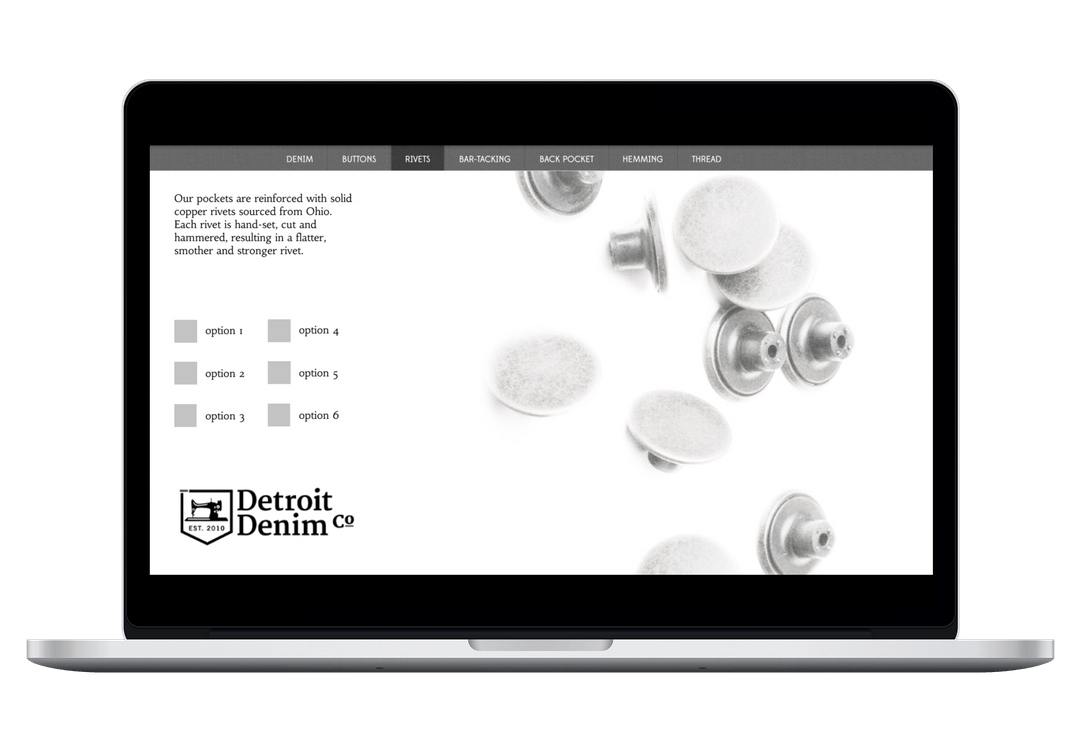 DENIM BUTTONS RIVETS BAR-TACKING BACK POCKET HEMMING THREAD
Our pockets are reinforced with solid
copper rivets sourced from Ohio.
Each rivet is hand-set, cut and
hammered, resulting in a flatter,
smother and stronger rivet.
option 1
option 4
option 2
option 5
option 3
option 6
EST. 2010
Detroit
Denim Co